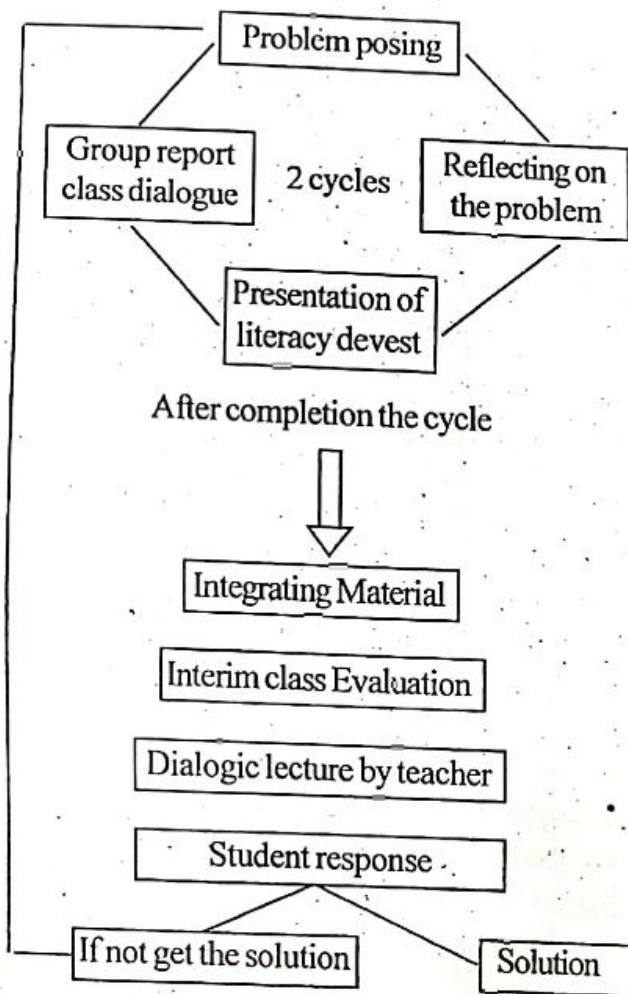 Problem posing
Group report
class dialogue
2 cycles
Reflecting on
the problem
Presentation of
literacy devest
After completion the cycle
Integrating Material
Interim class Evaluation
Dialogic lecture by teacher
Student response
If not get the solution
Solution